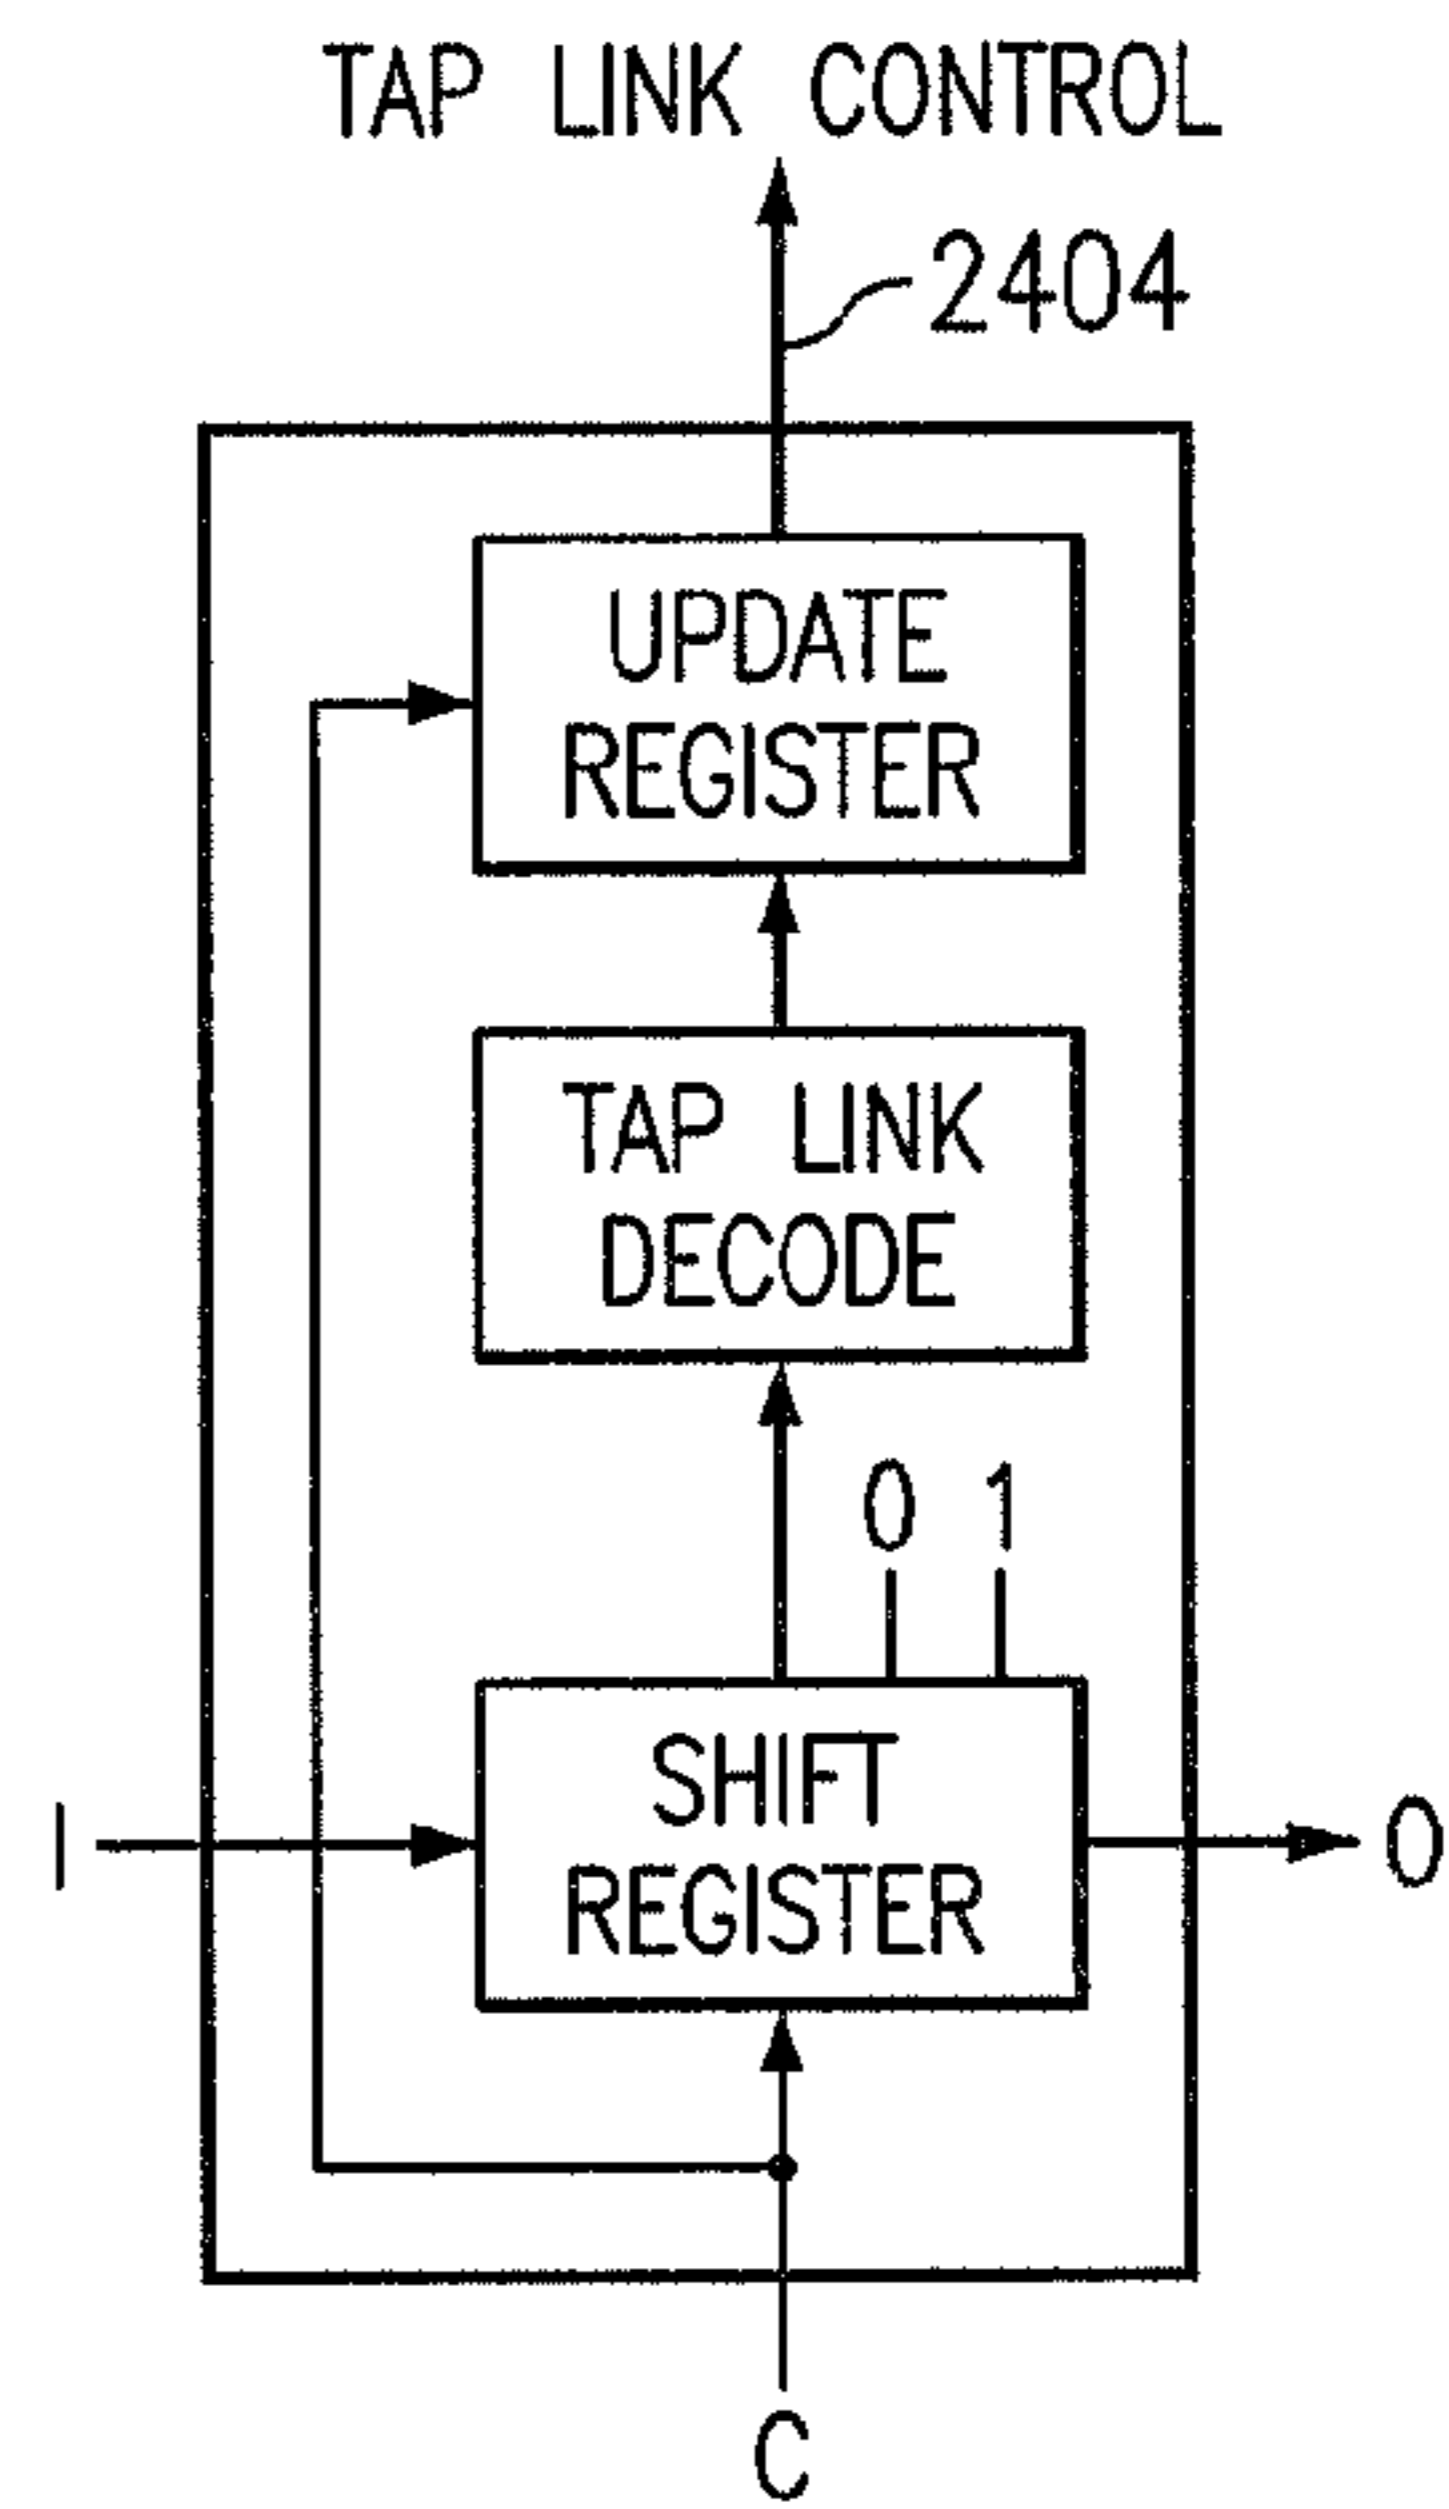 TAP LINK CONTROL
2404
UPDATE
REGISTER
TAP LINK
DECODE
0 1
SHIFT
REGISTER
I
O
C